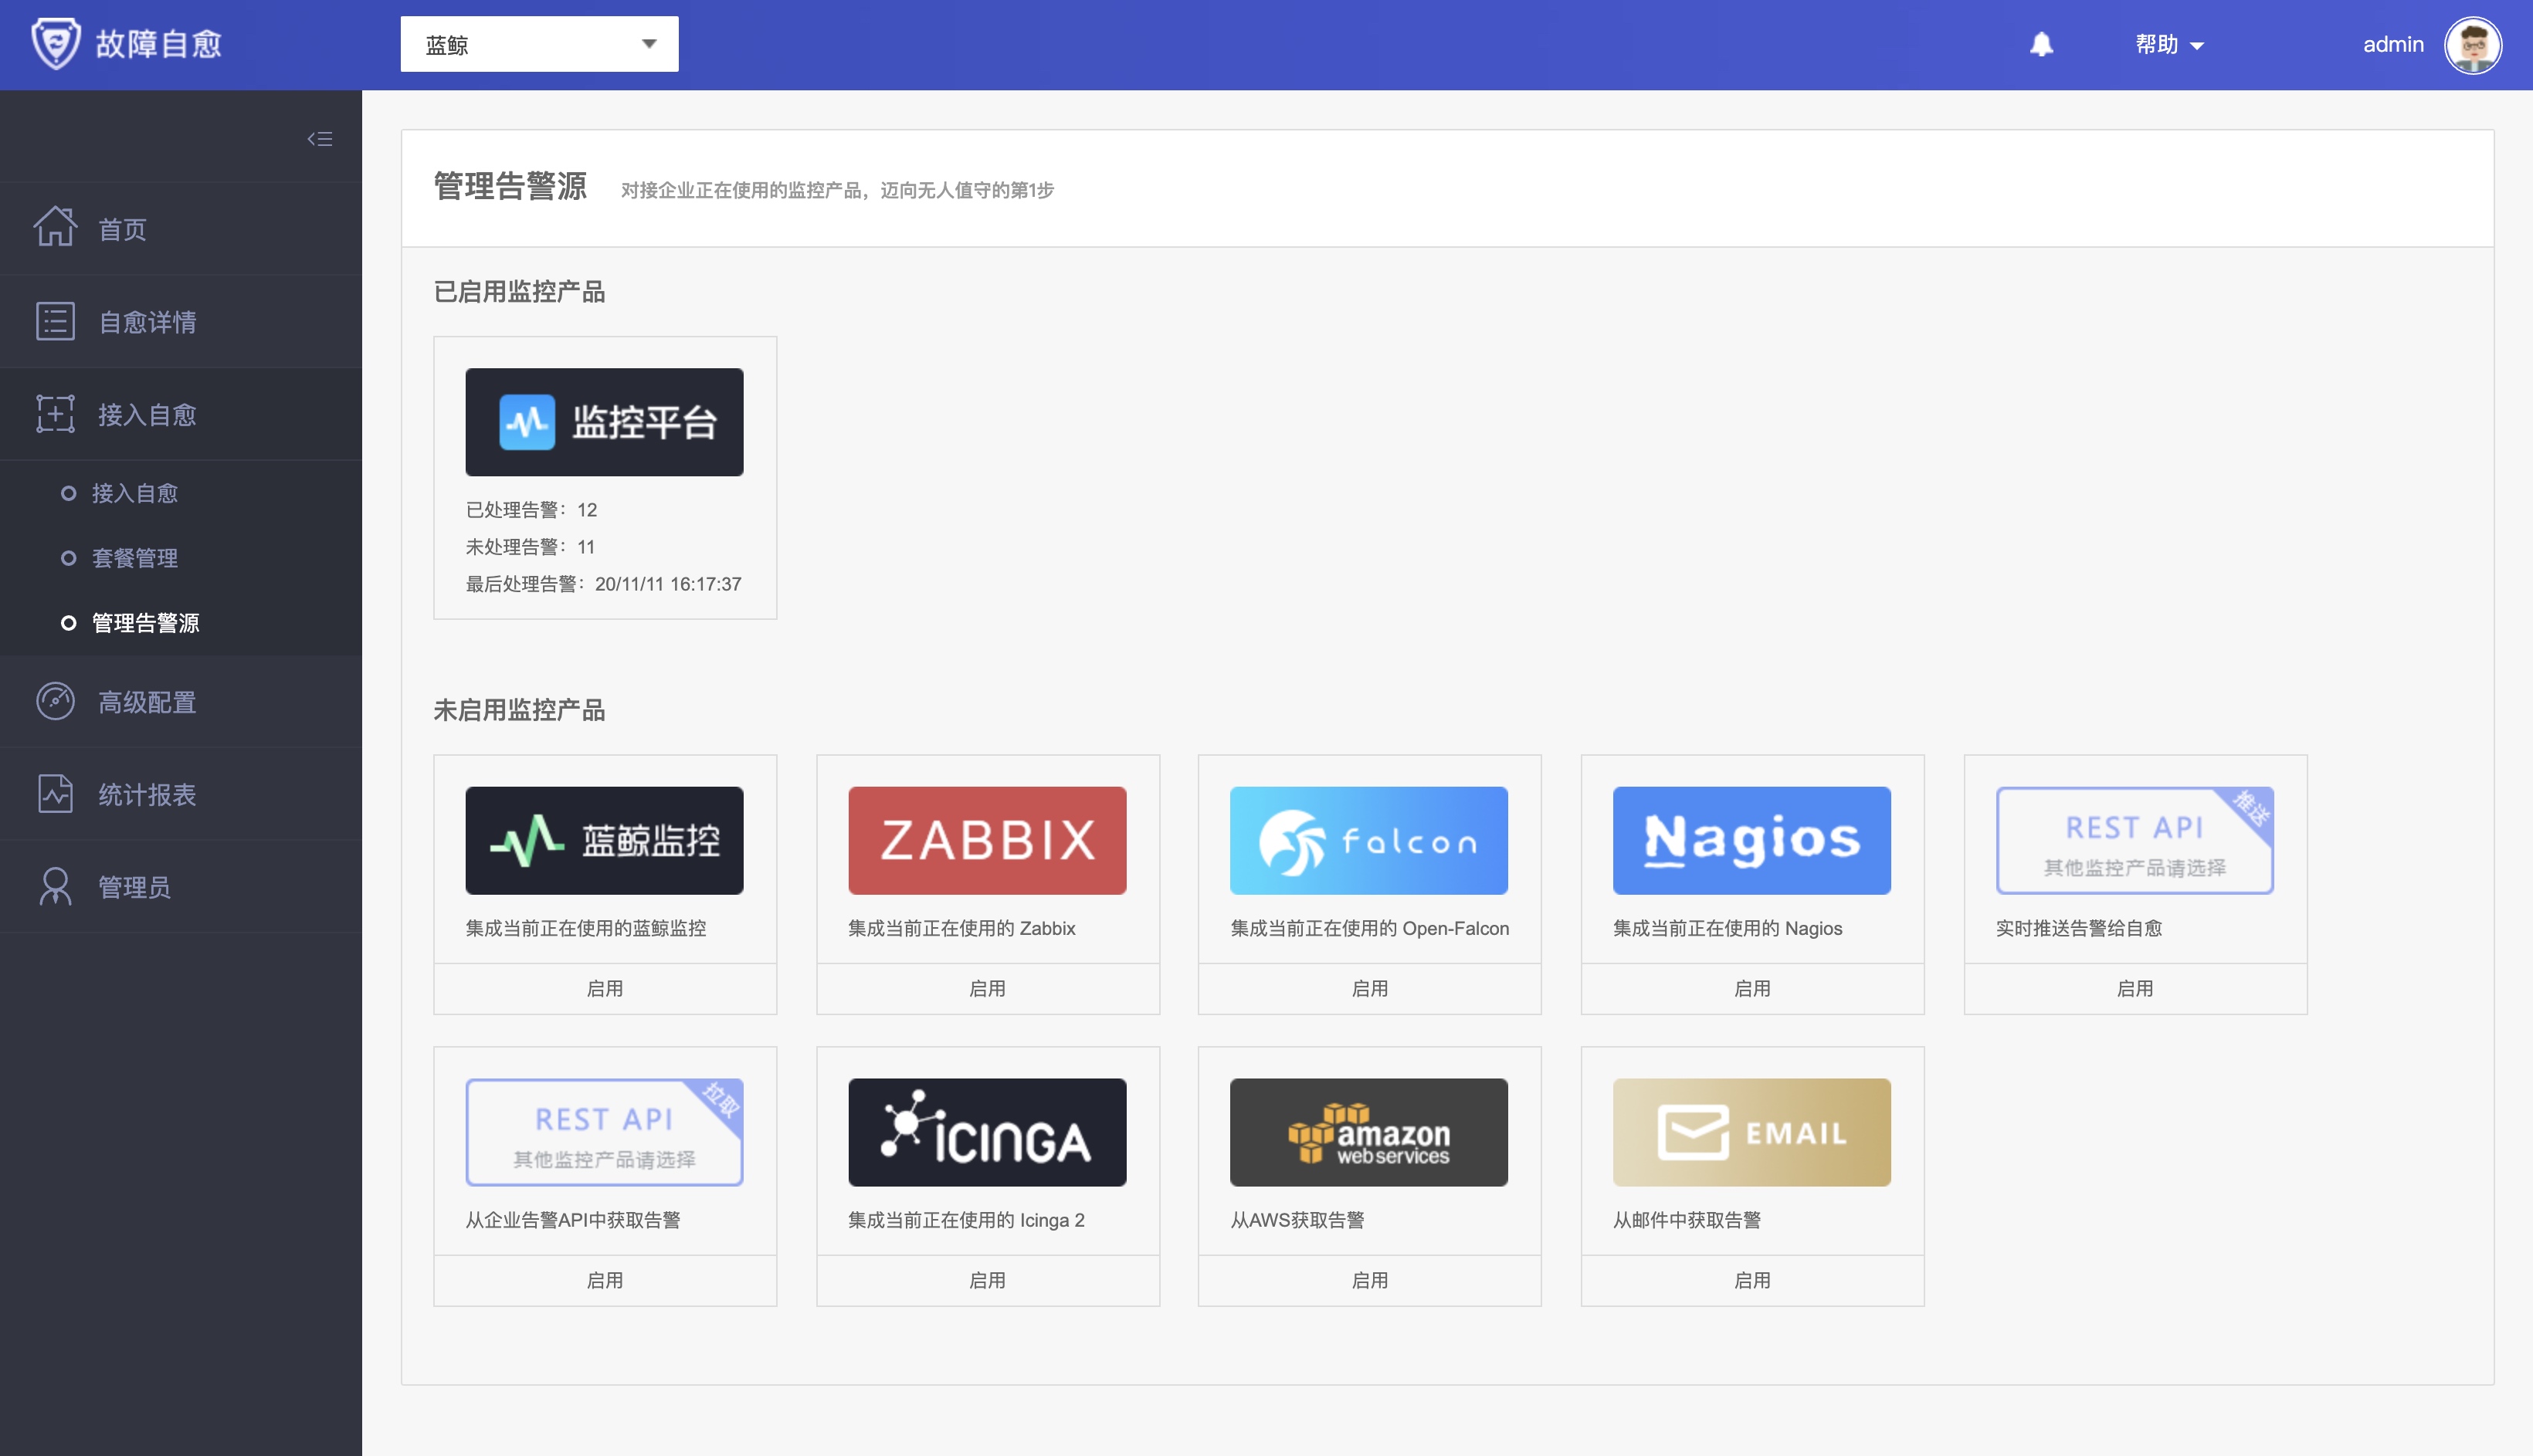 故障自愈
蓝鲸
帮助
admin
首页
自愈详情
接入自愈
接入自愈
套餐管理
管理告警源
高级配置
统计报表
管理员
管理告警源 对接企业正在使用的监控产品，迈向无人值守的第1步
已启用监控产品
监控平台
已处理告警：12
未处理告警：11
最后处理告警：20/11/11 16:17:37
未启用监控产品
蓝鲸监控
集成当前正在使用的蓝鲸监控
启用
ZABBIX
集成当前正在使用的 Zabbix
启用
falcon
集成当前正在使用的 Open-Falcon
启用
Nagios
集成当前正在使用的 Nagios
启用
推送
REST API
其他监控产品请选择
实时推送告警给自愈
启用
拉取
REST API
其他监控产品请选择
从企业告警API中获取告警
启用
ICINGA
集成当前正在使用的 Icinga 2
启用
amazon
webservices
从AWS获取告警
启用
EMAIL
从邮件中获取告警
启用